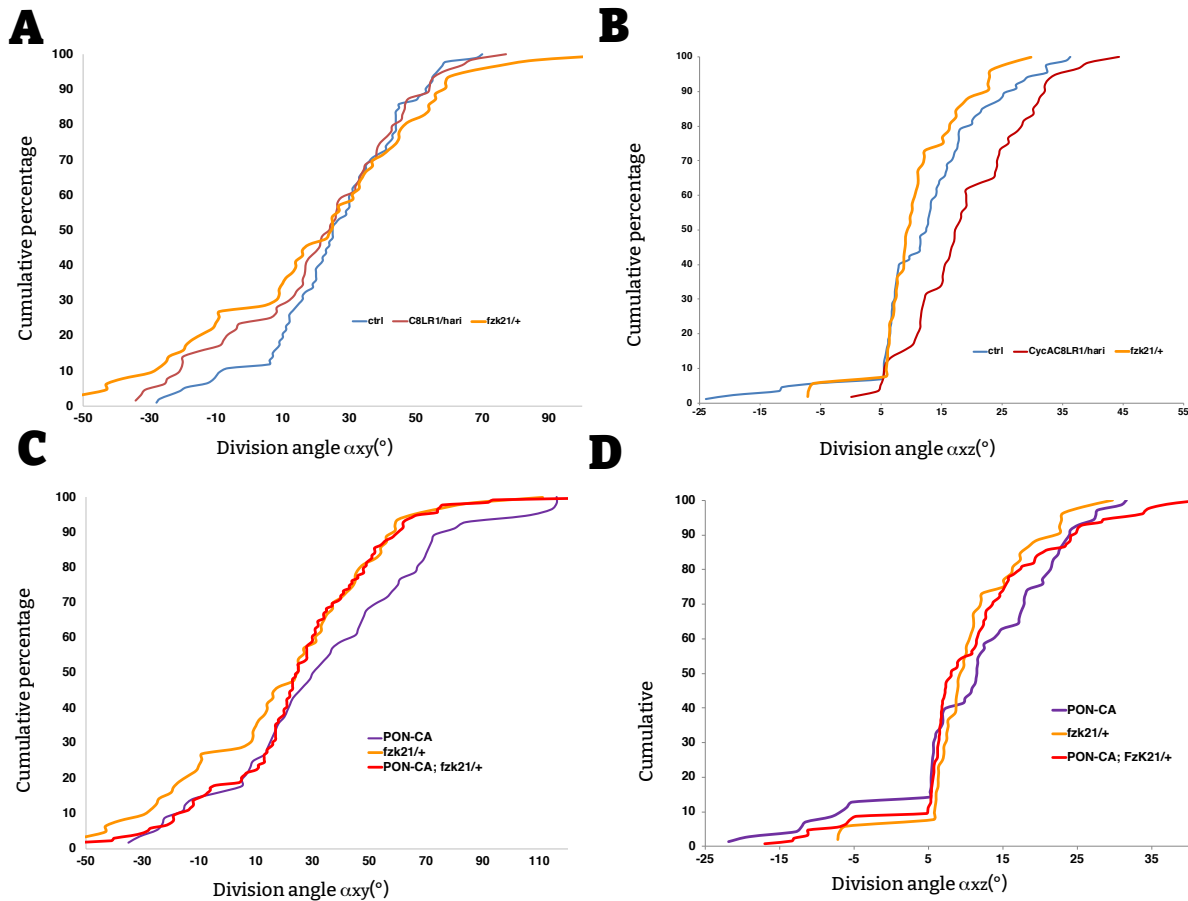 A
100
90
80
70
60
50
40
30
20
10
0
Cumulative percentage
ctrl C8LR1/hari fzk21/+
-50 -30 -10 10 30 50 70 90
Division angle αxy(°)
B
100
90
80
70
60
50
40
30
20
10
0
Cumulative percentage
ctrl CycAC8LR1/hari fzk21/+
-25 -15 -5 5 15 25 35 45 55
Division angle αxz(°)
C
100
90
80
70
60
50
40
30
20
10
0
Cumulative percentage
PON-CA
fzk21/+
PON-CA; fzk21/+
-50 -30 -10 10 30 50 70 90 110
Division angle αxy(°)
D
100
90
80
70
60
50
40
30
20
10
0
Cumulative
PON-CA
fzk21/+
PON-CA; FzK21/+
-25 -15 -5 5 15 25 35
Division angle αxz(°)